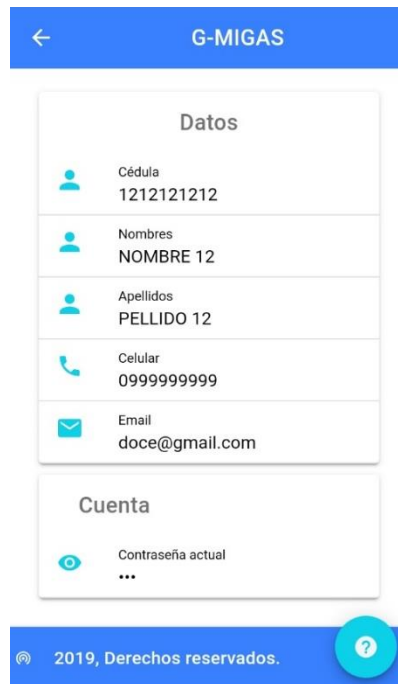 G-MIGAS
Datos
Cédula
1212121212
Nombres
NOMBRE 12
Apellidos
PELLIDO 12
Celular
0999999999
Email
doce@gmail.com
Cuenta
Contraseña actual
•••
2019, Derechos reservados.
?